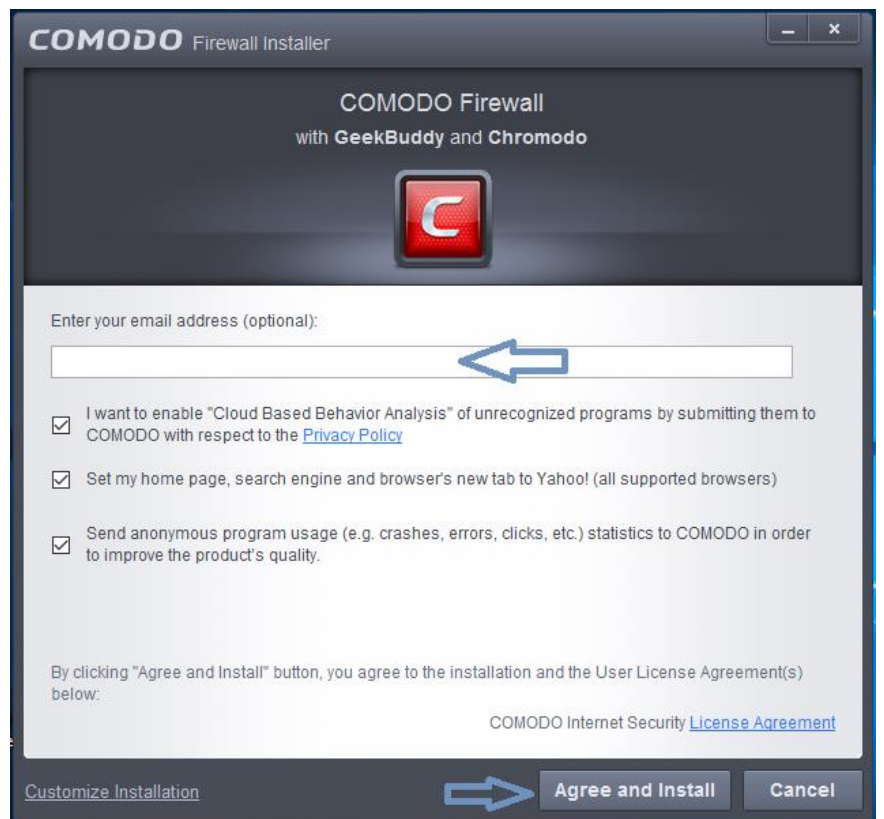 COMODO Firewall Installer
COMODO Firewall
with GeekBuddy and Chromodo
C
Enter your email address (optional):
I want to enable "Cloud Based Behavior Analysis" of unrecognized programs by submitting them to
COMODO with respect to the Privacy Policy
Set my home page, search engine and browser's new tab to Yahoo! (all supported browsers)
Send anonymous program usage (e.g. crashes, errors, clicks, etc.) statistics to COMODO in order
to improve the product's quality.
By clicking "Agree and Install" button, you agree to the installation and the User License Agreement(s)
below:
COMODO Internet Security License Agreement
Customize Installation
Agree and Install
Cancel